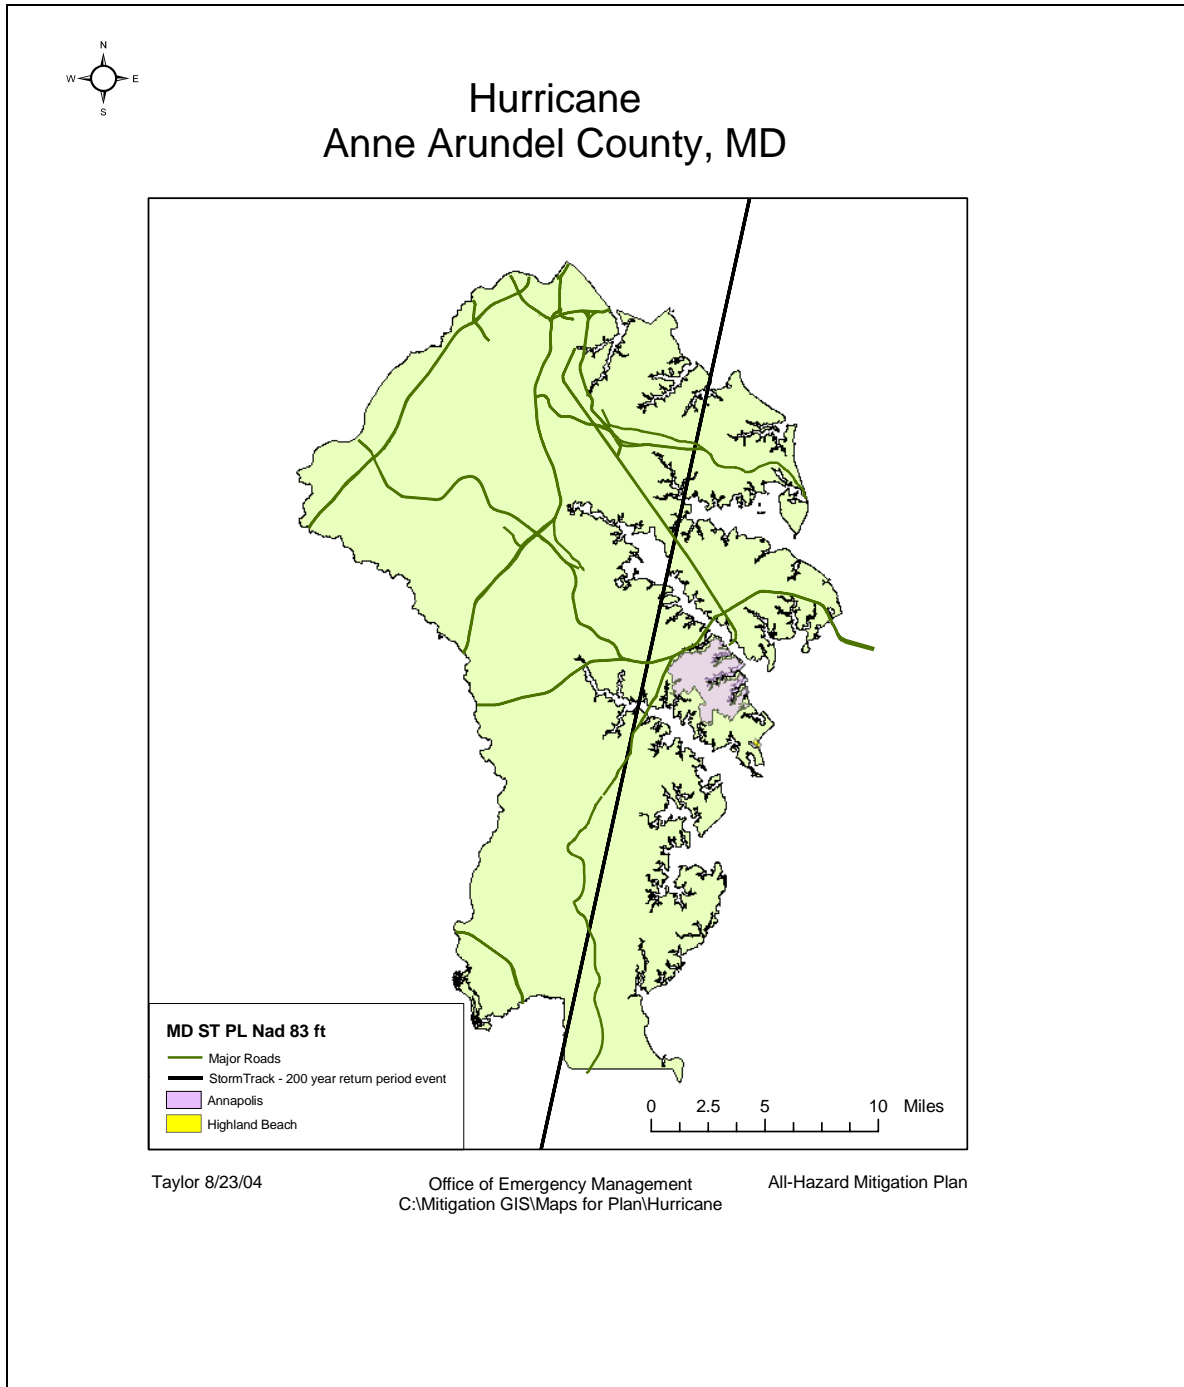 N
W E
S
Hurricane
Anne Arundel County, MD
MD ST PL Nad 83 ft
Major Roads
StormTrack - 200 year return period event
Annapolis
Highland Beach
0 2.5 5 10 Miles
Taylor 8/23/04
Office of Emergency Management
C:\Mitigation GIS\Maps for Plan\Hurricane
All-Hazard Mitigation Plan